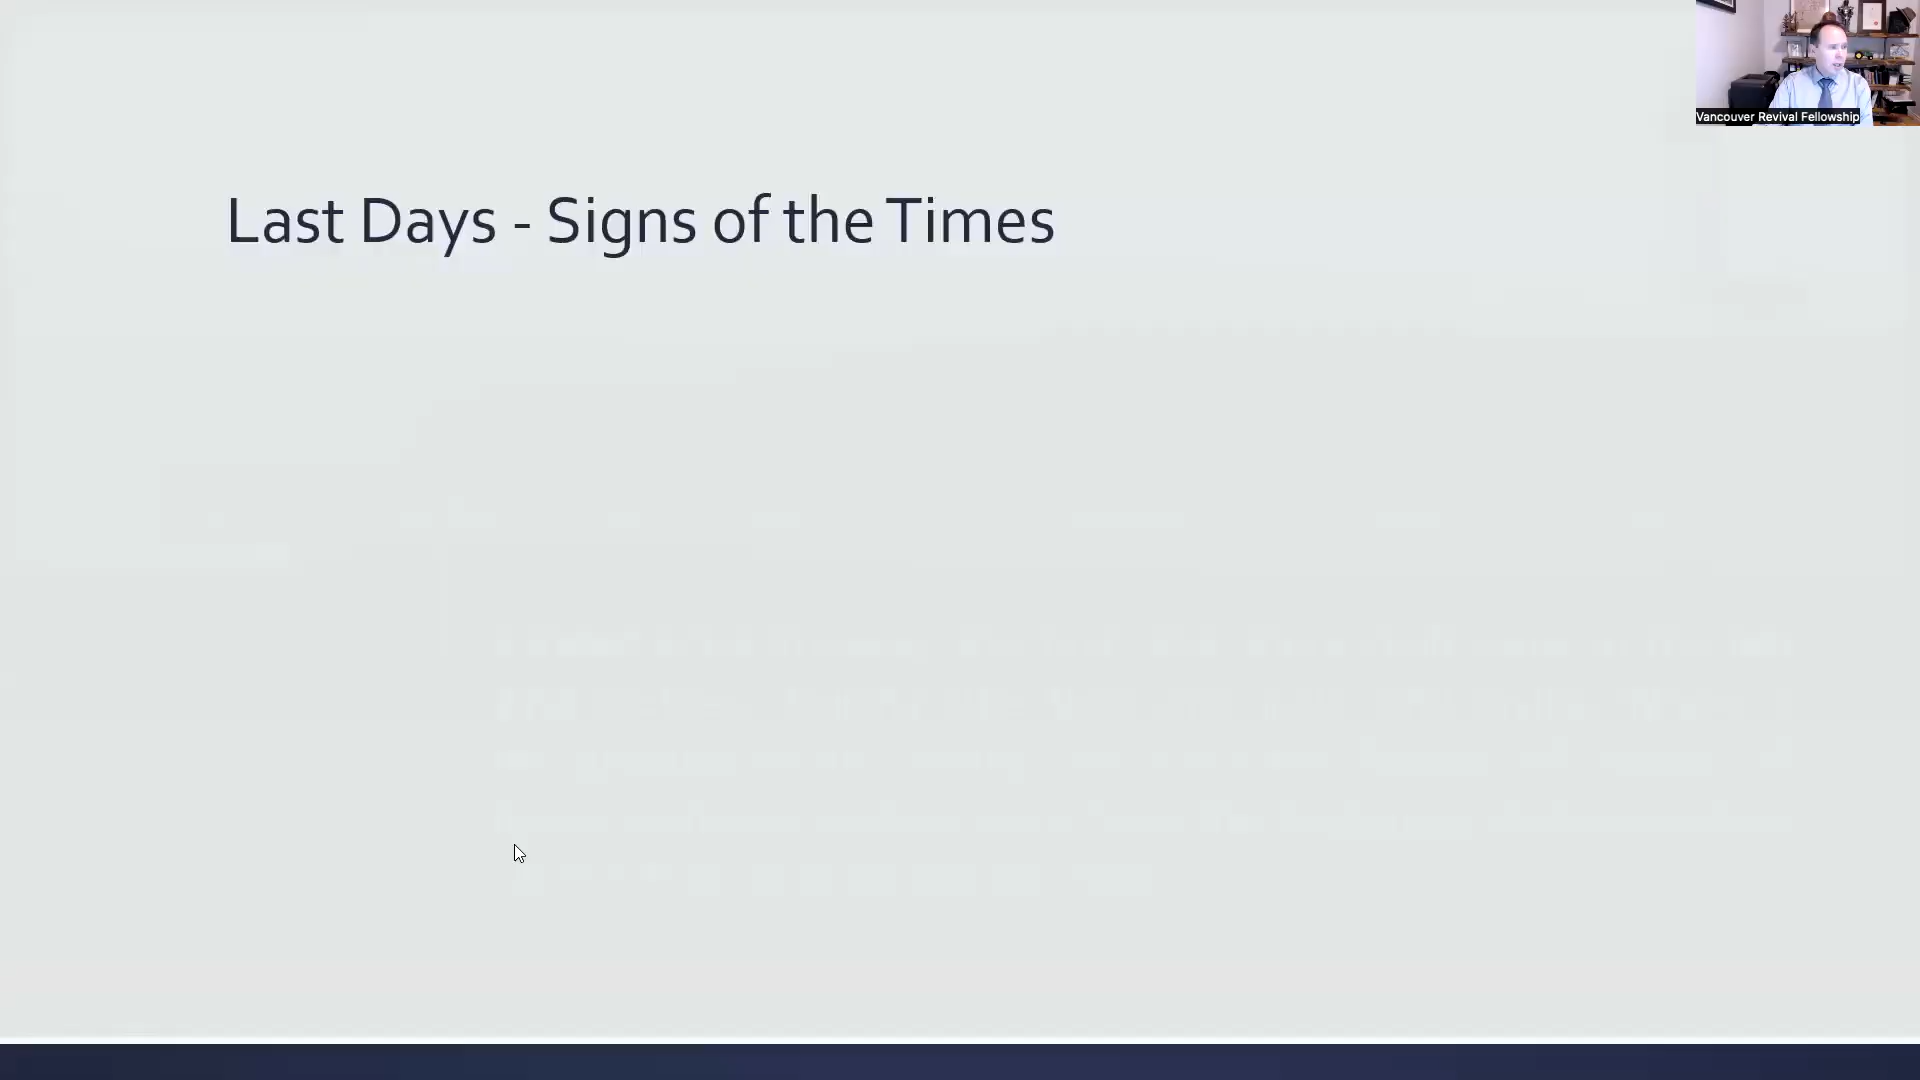 Vancouver Revival Fellowship
Last Days - Signs of the Times